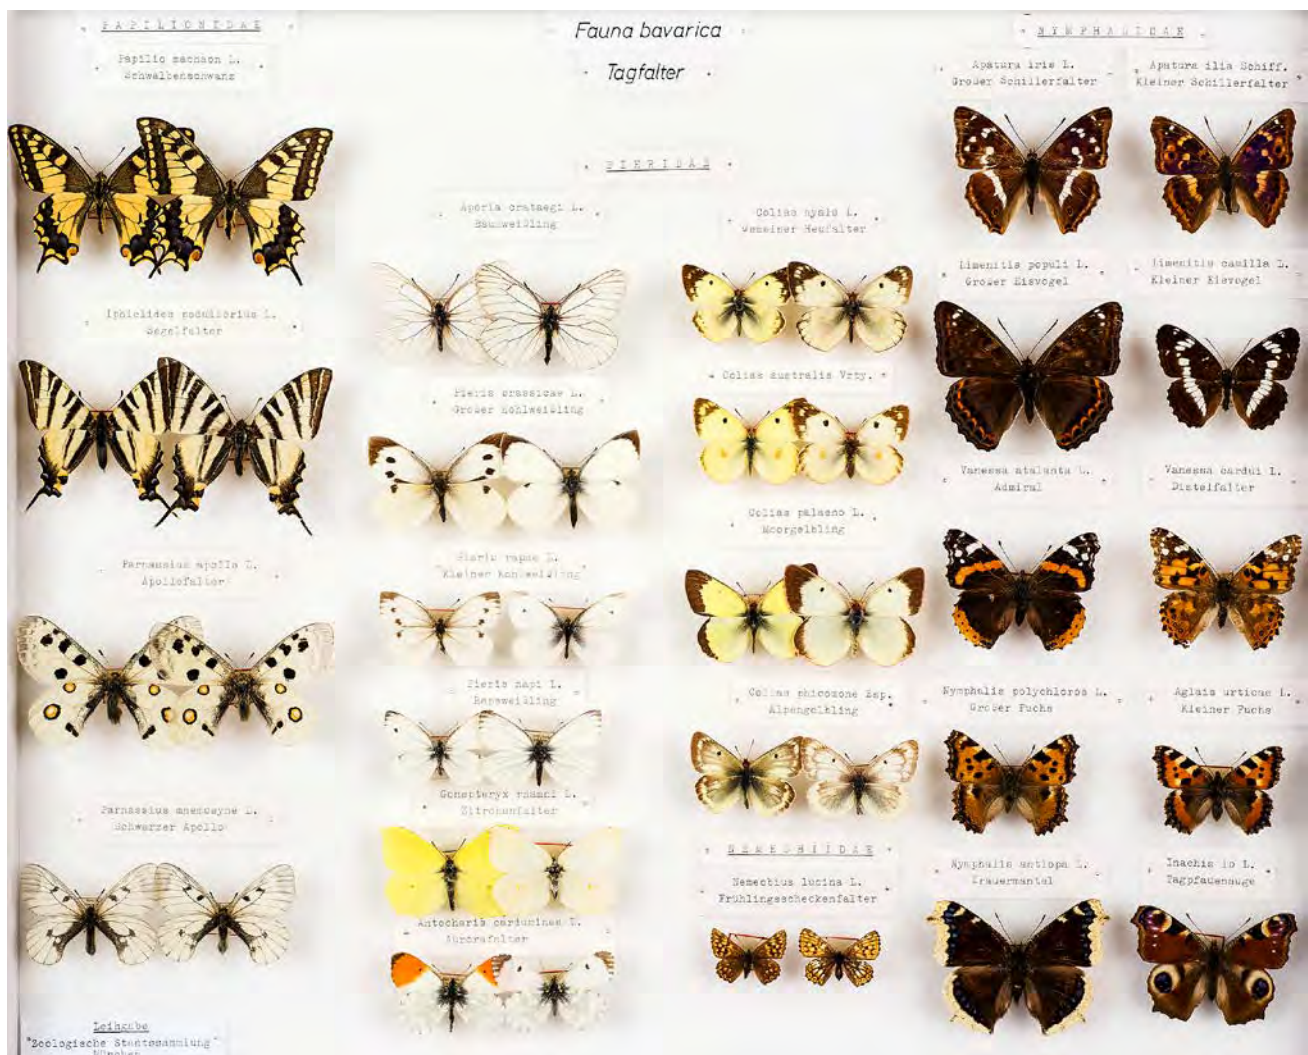 PAPILIONIDAE
Papilio machaon L.
Schwalbenschwanz
Iphiclides podalirius L.
Segelfalter
Parnassius apollo L.
Apollofalter
Parnassius mnemosyne L.
Schwarzer Apollo
Leihgabe
"Zoologische Staatssammlung"
München
Fauna bavarica
Tagfalter
PIERIDAE
Aporia crataegi L.
Baumweißling
Pieris brassicae L.
Großer Kohlweißling
Pieris rapae L.
Kleiner Kohlweißling
Pieris napi L.
Rapsweißling
Gonepteryx rhamni L.
Zitronenfalter
Antocharis cardamines L.
Aurorafalter
Colias hyale L.
Heufalter
Colias australis Vrty.
Colias palaeno L.
Moorgelbling
Colias phicomone Esp.
Alpengelbling
NEMEOBIIDAE
Nemeobius lucina L.
Frühlingsscheckenfalter
NYMPHALIDAE
Apatura iris L.
Großer Schillerfalter
Apatura ilia Schiff.
Kleiner Schillerfalter
Limenitis populi L.
Großer Eisvogel
Limenitis camilla L.
Kleiner Eisvogel
Vanessa atalanta L.
Admiral
Vanessa cardui L.
Distelfalter
Nymphalis polychloros L.
Großer Fuchs
Aglais urticae L.
Kleiner Fuchs
Nymphalis antiopa L.
Trauermantel
Inachis io L.
Tagpfauenauge